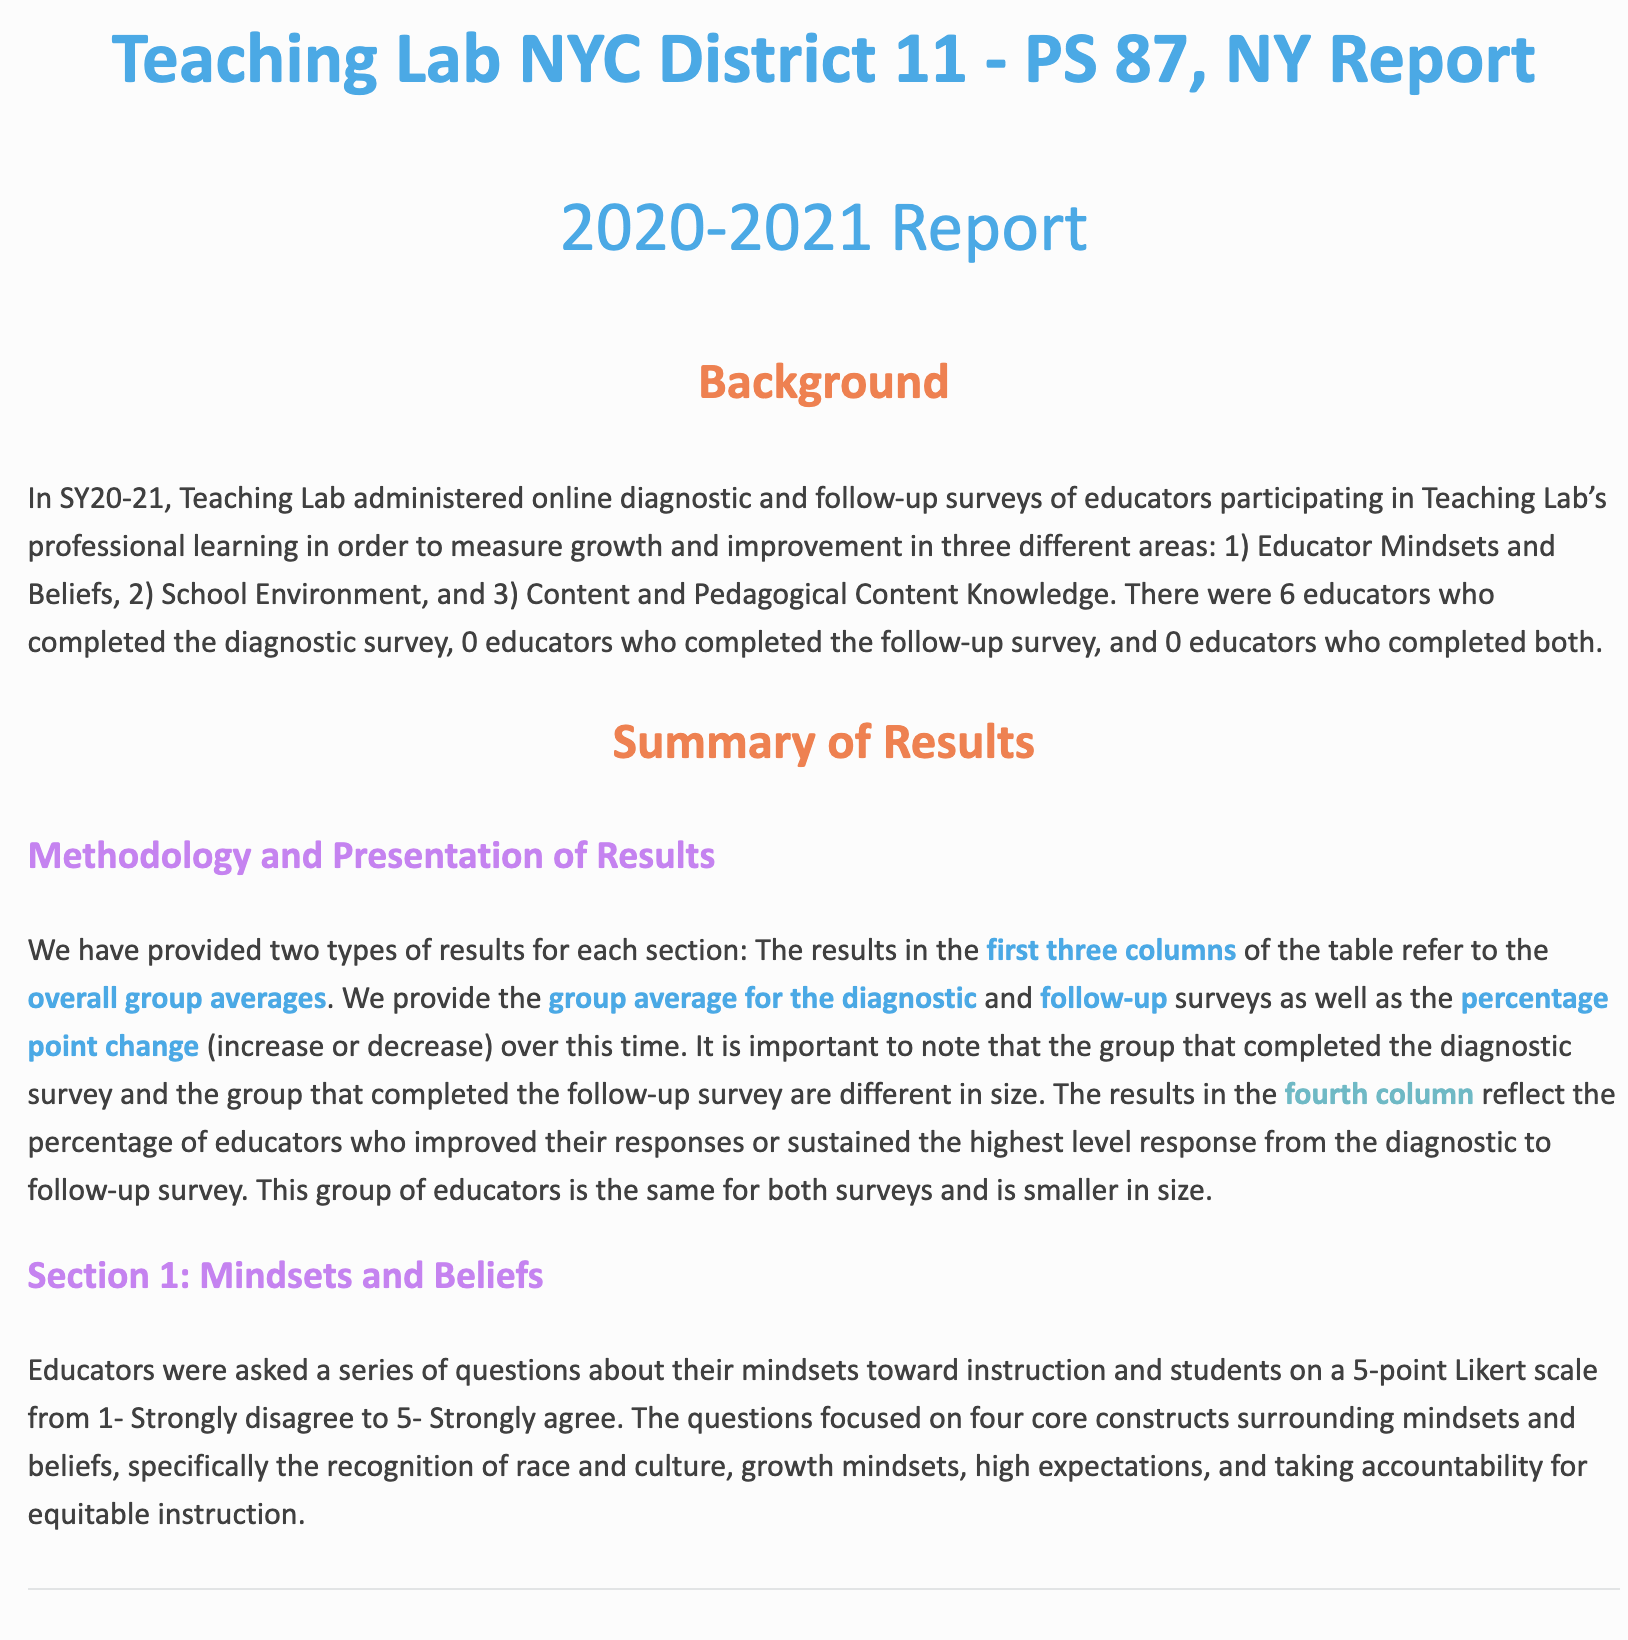 Teaching Lab NYC District 11 - PS 87, NY Report
2020-2021 Report
Background
In SY20-21, Teaching Lab administered online diagnostic and follow-up surveys of educators participating in Teaching Lab’s
professional learning in order to measure growth and improvement in three different areas: 1) Educator Mindsets and
Beliefs, 2) School Environment, and 3) Content and Pedagogical Content Knowledge. There were 6 educators who
completed the diagnostic survey, 0 educators who completed the follow-up survey, and 0 educators who completed both.
Summary of Results
Methodology and Presentation of Results
We have provided two types of results for each section: The results in the first three columns of the table refer to the
overall group averages. We provide the group average for the diagnostic and follow-up surveys as well as the percentage
point change (increase or decrease) over this time. It is important to note that the group that completed the diagnostic
survey and the group that completed the follow-up survey are different in size. The results in the fourth column reflect the
percentage of educators who improved their responses or sustained the highest level response from the diagnostic to
follow-up survey. This group of educators is the same for both surveys and is smaller in size.
Section 1: Mindsets and Beliefs
Educators were asked a series of questions about their mindsets toward instruction and students on a 5-point Likert scale
from 1- Strongly disagree to 5- Strongly agree. The questions focused on four core constructs surrounding mindsets and
beliefs, specifically the recognition of race and culture, growth mindsets, high expectations, and taking accountability for
equitable instruction.